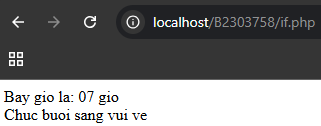 localhost/B2303758/if.php
Bay gio la: 07 gio
Chuc buoi sang vui ve